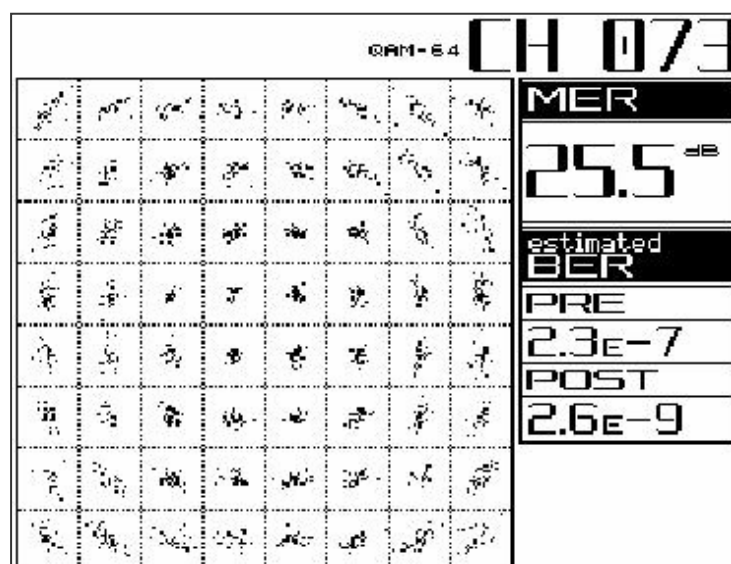 QAM-64 CH 073
MER
25.5 dB
estimated
BER
PRE
2.3E-7
POST
2.6E-9